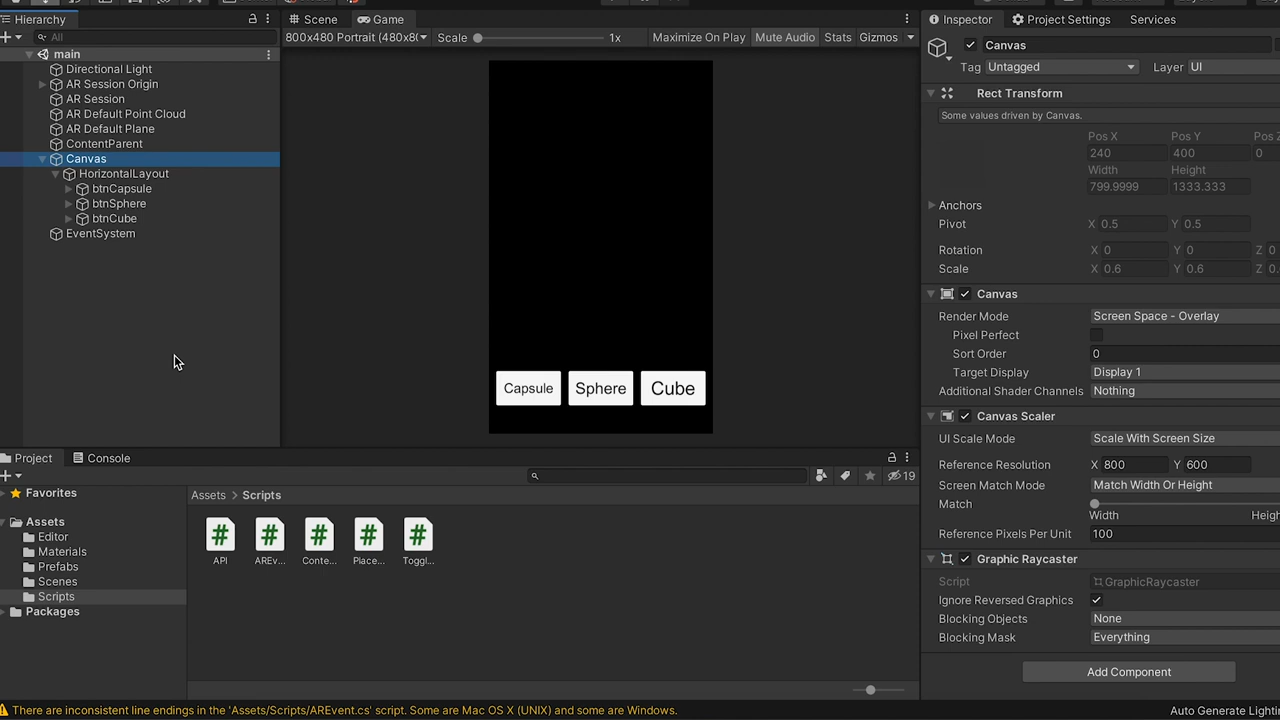 Hierarchy
All
main
Directional Light
AR Session Origin
AR Session
AR Default Point Cloud
AR Default Plane
ContentParent
Canvas
HorizontalLayout
btnCapsule
btnSphere
btnCube
EventSystem
Scene Game
800x480 Portrait (480x8( Scale 1x Maximize On Play Mute Audio Stats Gizmos
Capsule Sphere Cube
Inspector Project Settings Services
Canvas
Tag Untagged Layer UI
Rect Transform
Some values driven by Canvas.
Pos X Pos Y Pos Z
240 400 0
Width Height
799.9999 1333.333
Anchors
Pivot X 0.5 Y 0.5
Rotation X 0 Y 0 Z 0
Scale X 0.6 Y 0.6 Z 0.
Canvas
Render Mode Screen Space - Overlay
Pixel Perfect
Sort Order 0
Target Display Display 1
Additional Shader Channels Nothing
Canvas Scaler
UI Scale Mode Scale With Screen Size
Reference Resolution X 800 Y 600
Screen Match Mode Match Width Or Height
Match
Width Heigh
Reference Pixels Per Unit 100
Graphic Raycaster
Script GraphicRaycaster
Ignore Reversed Graphics
Blocking Objects None
Blocking Mask Everything
Add Component
Project Console
19
Favorites
Assets
Editor
Materials
Prefabs
Scenes
Scripts
Packages
Assets > Scripts
API AREv... Conte... Place... Toggl...
There are inconsistent line endings in the 'Assets/Scripts/AREvent.cs' script. Some are Mac OS X (UNIX) and some are Windows.
Auto Generate Lightin